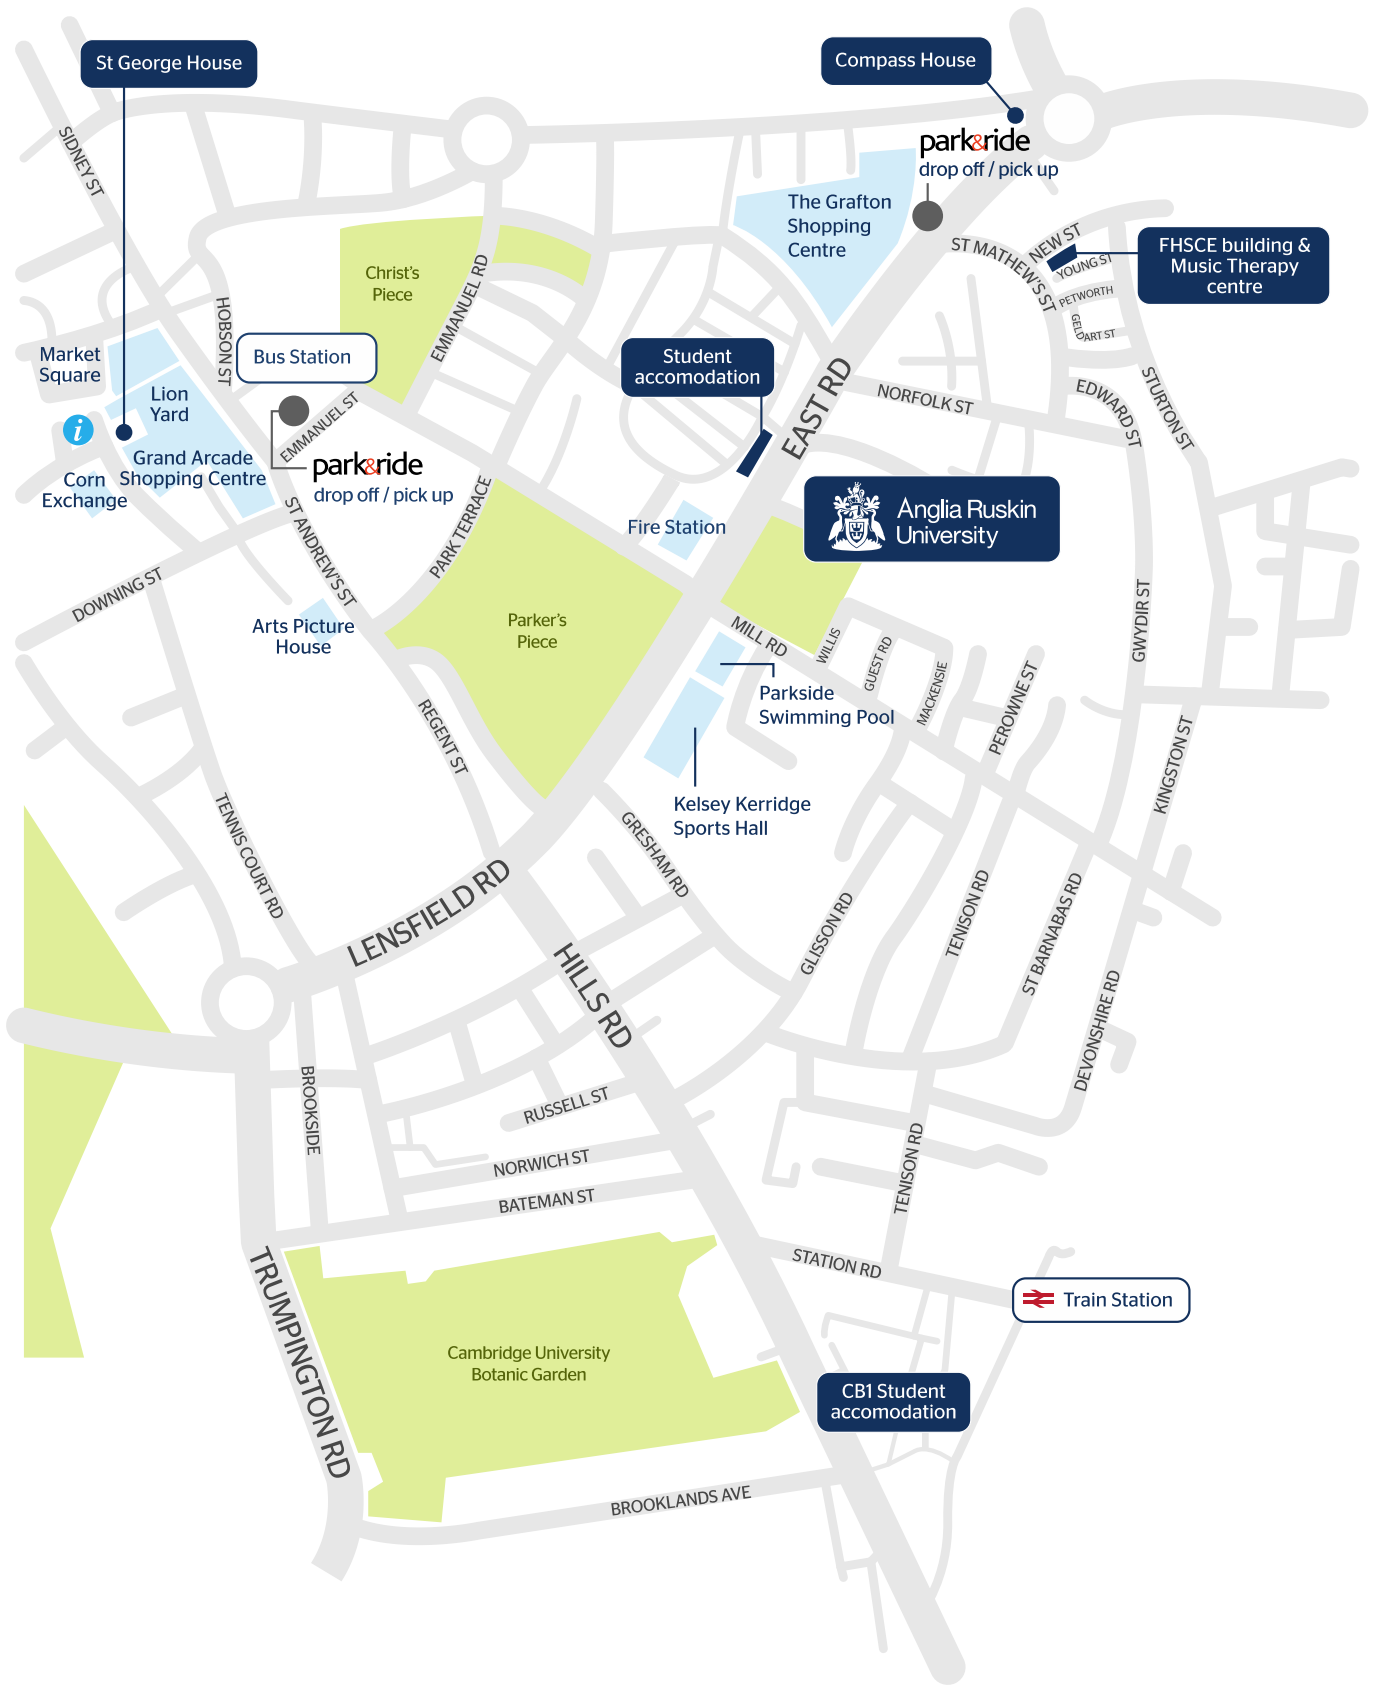 St George House
Compass House
park&ride
drop off / pick up
SIDNEY ST
The Grafton
Shopping
Centre
ST MATHEW'S ST
NEW ST
YOUNG ST
PETWORTH
GELDART ST
FHSCE building &
Music Therapy
centre
Christ's
Piece
EMMANUEL RD
HOBSON ST
Bus Station
Market
Square
Lion
Yard
i
Grand Arcade
Shopping Centre
Corn
Exchange
EMMANUEL ST
park&ride
drop off / pick up
Student
accomodation
EAST RD
NORFOLK ST
EDWARD ST
STURTON ST
Anglia Ruskin
University
Fire Station
PARK TERRACE
ST ANDREW'S ST
DOWNING ST
Arts Picture
House
Parker's
Piece
MILL RD
WILLIS
GUEST RD
MACKENSIE
GWYDIR ST
Parkside
Swimming Pool
PEROWNE ST
KINGSTON ST
REGENT ST
Kelsey Kerridge
Sports Hall
TENNIS COURT RD
GRESHAM RD
LENSFIELD RD
GLISSON RD
TENISON RD
ST BARNABAS RD
DEVONSHIRE RD
HILLS RD
BROOKSIDE
RUSSELL ST
NORWICH ST
BATEMAN ST
TENISON RD
STATION RD
Train Station
TRUMPINGTON RD
Cambridge University
Botanic Garden
CB1 Student
accomodation
BROOKLANDS AVE